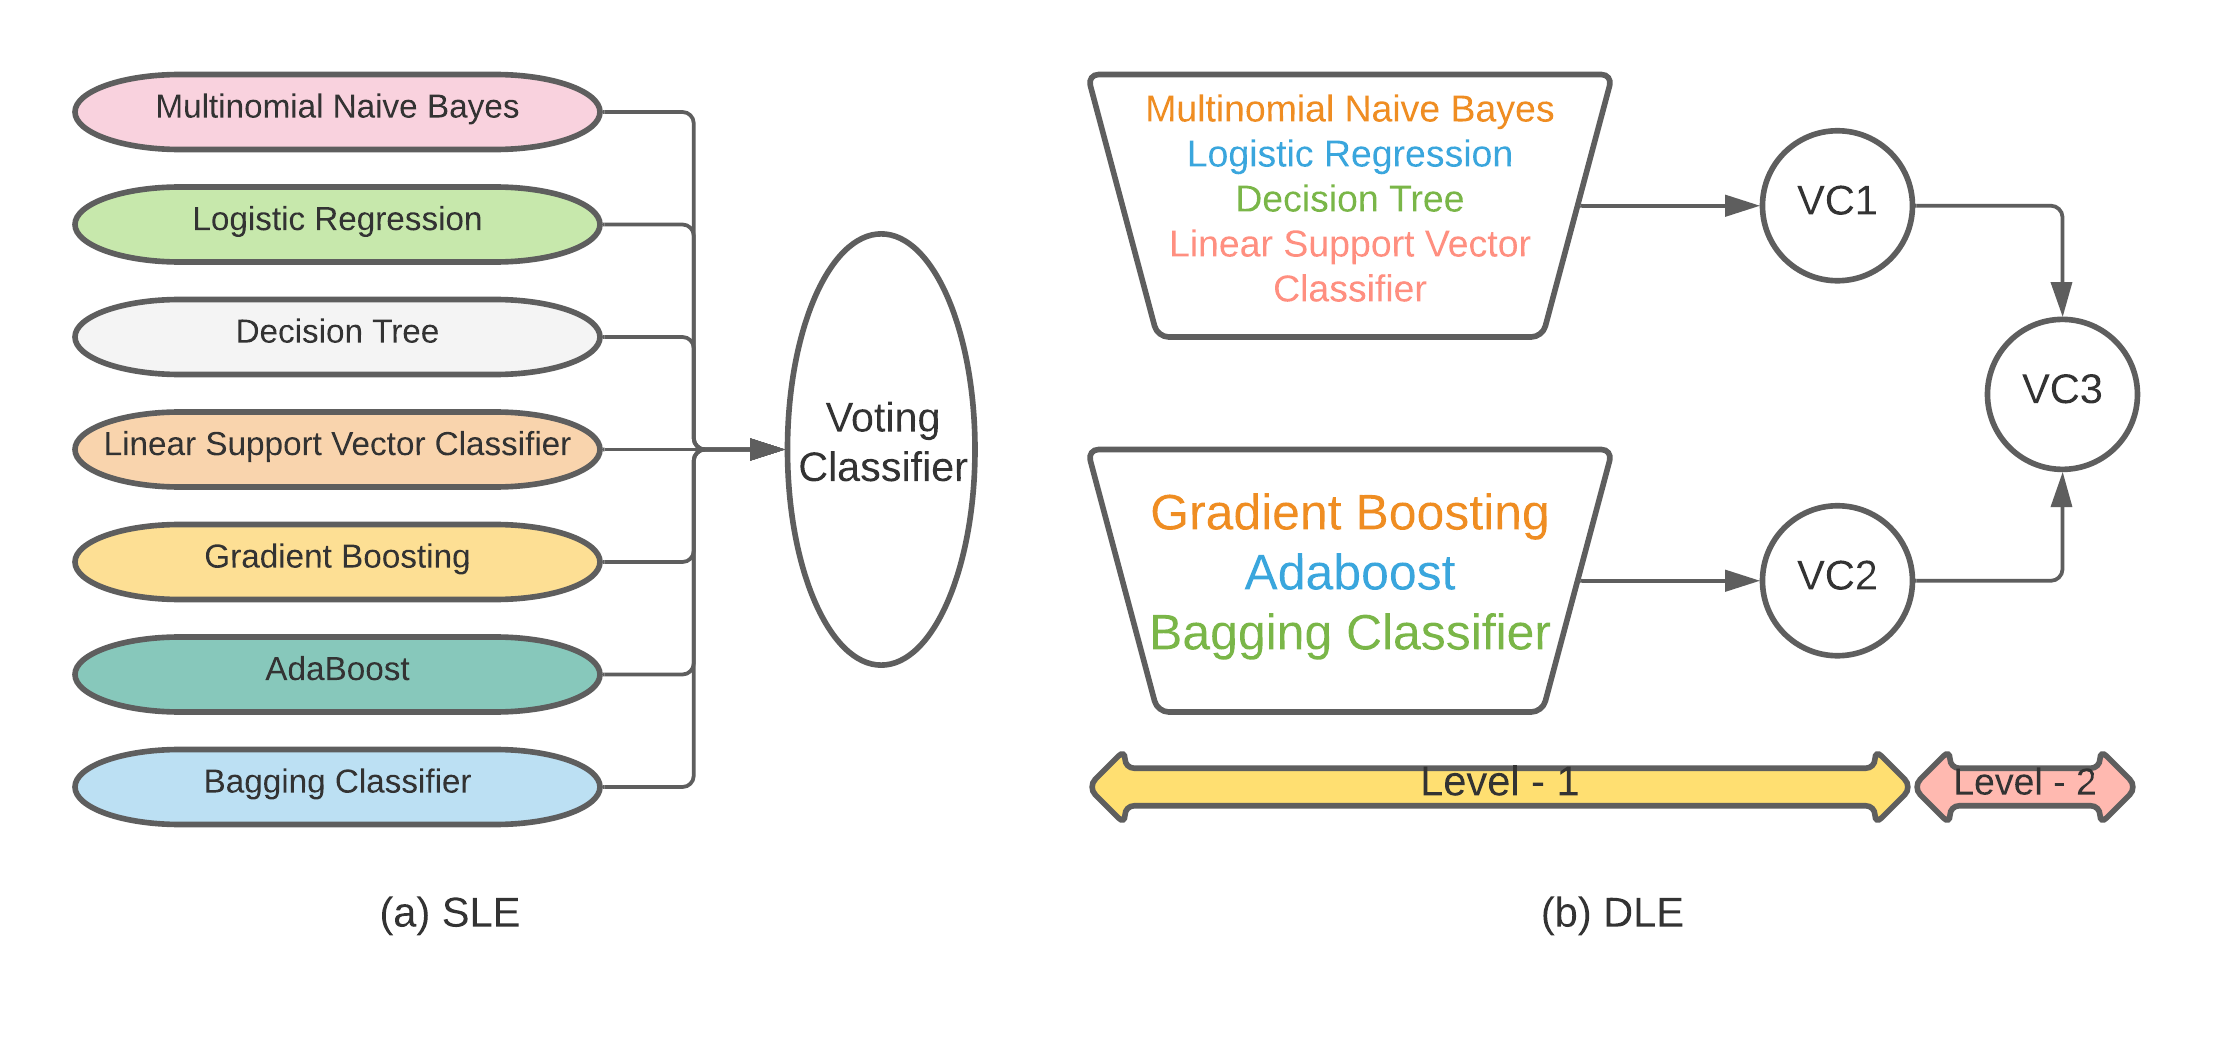 Multinomial Naive Bayes
Logistic Regression
Decision Tree
Linear Support Vector Classifier
Gradient Boosting
AdaBoost
Bagging Classifier
Voting
Classifier
(a) SLE
Multinomial Naive Bayes
Logistic Regression
Decision Tree
Linear Support Vector
Classifier
VC1
VC3
Gradient Boosting
Adaboost
Bagging Classifier
VC2
Level - 1
Level - 2
(b) DLE